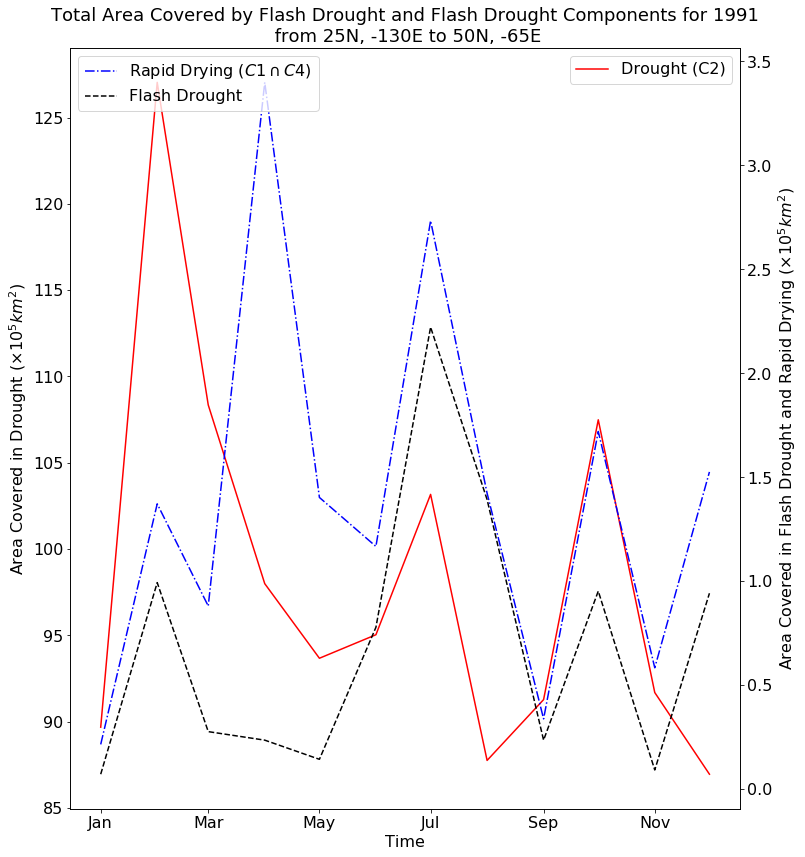 Total Area Covered by Flash Drought and Flash Drought Components for 1991
from 25N, -130E to 50N, -65E
Rapid Drying (C1 ∩ C4)
Flash Drought
Drought (C2)
Area Covered in Drought (×10⁵km²)
125
120
115
110
105
100
95
90
85
3.5
3.0
2.5
2.0
1.5
1.0
0.5
0.0
Area Covered in Flash Drought and Rapid Drying (×10⁵km²)
Jan Mar May Jul Sep Nov
Time